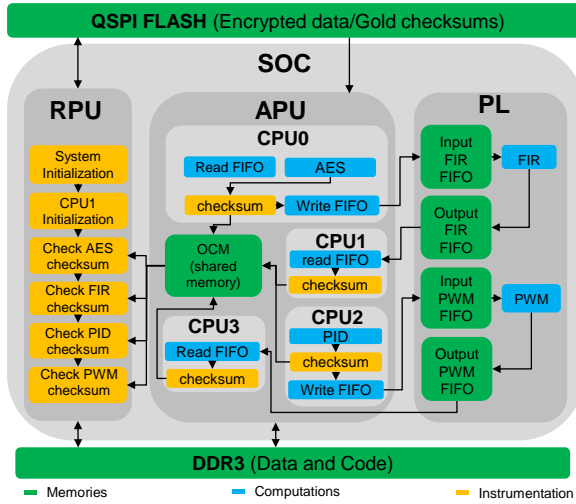 QSPI FLASH (Encrypted data/Gold checksums)
SOC
RPU
System
Initialization
CPU1
Initialization
Check AES
checksum
Check FIR
checksum
Check PID
checksum
Check PWM
checksum
APU
CPU0
Read FIFO
AES
checksum
Write FIFO
OCM
(shared
memory)
CPU1
read FIFO
checksum
CPU2
PID
checksum
Write FIFO
CPU3
Read FIFO
checksum
PL
Input
FIR
FIFO
FIR
Output
FIR
FIFO
Input
PWM
FIFO
PWM
Output
PWM
FIFO
DDR3 (Data and Code)
Memories
Computations
Instrumentation